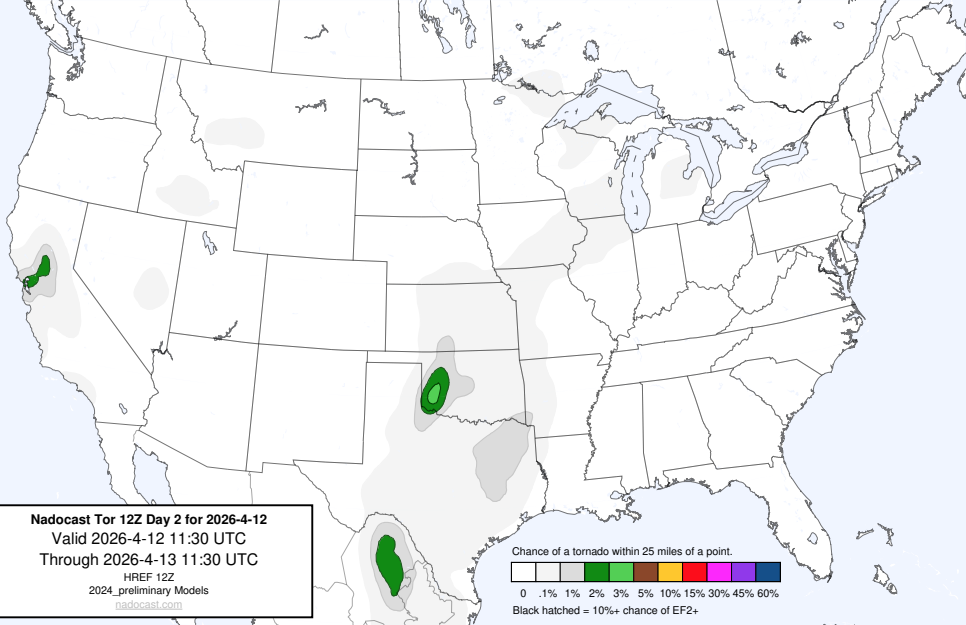 Nadocast Tor 12Z Day 2 for 2026-4-12
Valid 2026-4-12 11:30 UTC
Through 2026-4-13 11:30 UTC
HREF 12Z
2024_preliminary Models
nadocast.com
Chance of a tornado within 25 miles of a point.
0 .1% 1% 2% 3% 5% 10% 15% 30% 45% 60%
Black hatched = 10%+ chance of EF2+